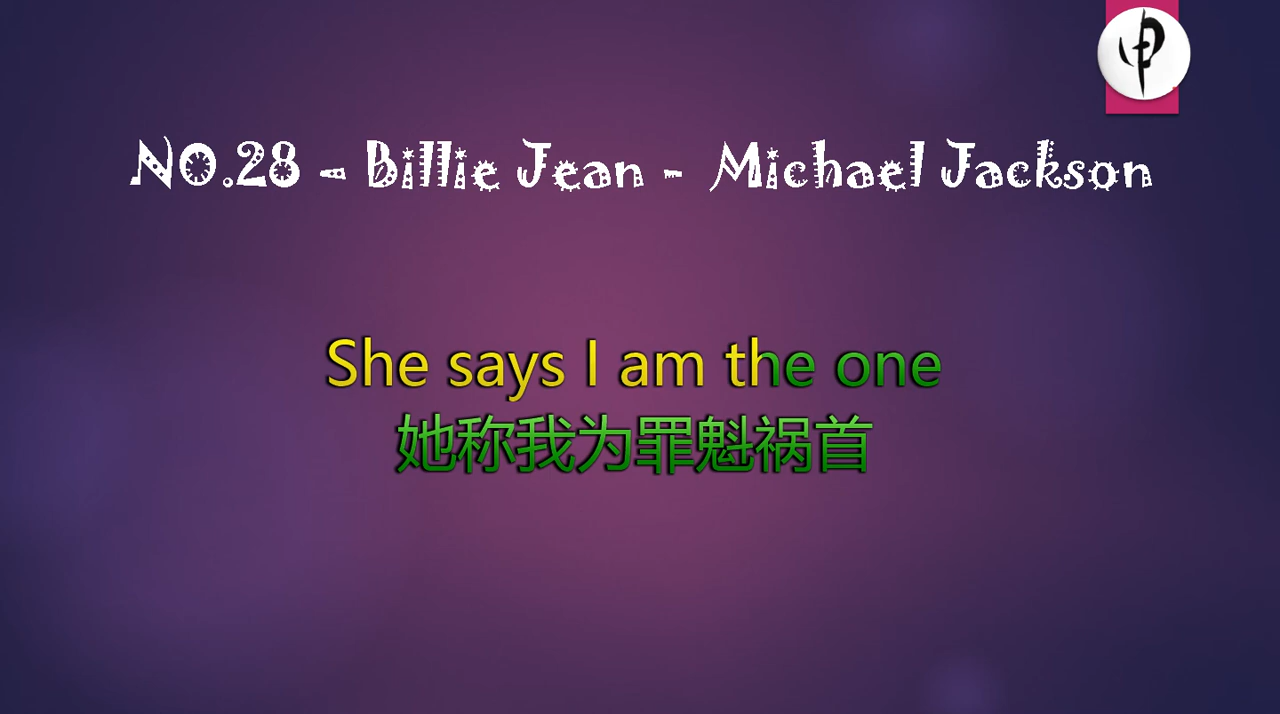 NO.28 – Billie Jean - Michael Jackson
She says I am the one
她称我为罪魁祸首